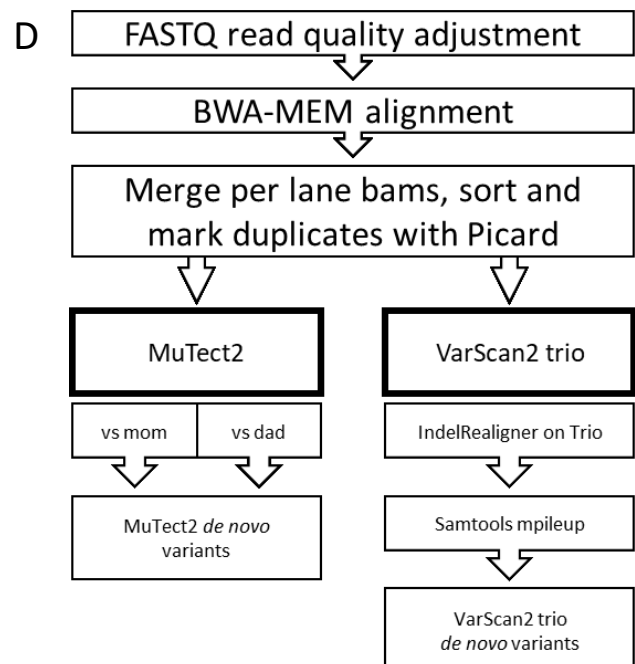 D
FASTQ read quality adjustment
BWA-MEM alignment
Merge per lane bams, sort and
mark duplicates with Picard
MuTect2
VarScan2 trio
vs mom
vs dad
IndelRealigner on Trio
MuTect2 de novo
variants
Samtools mpileup
VarScan2 trio
de novo variants